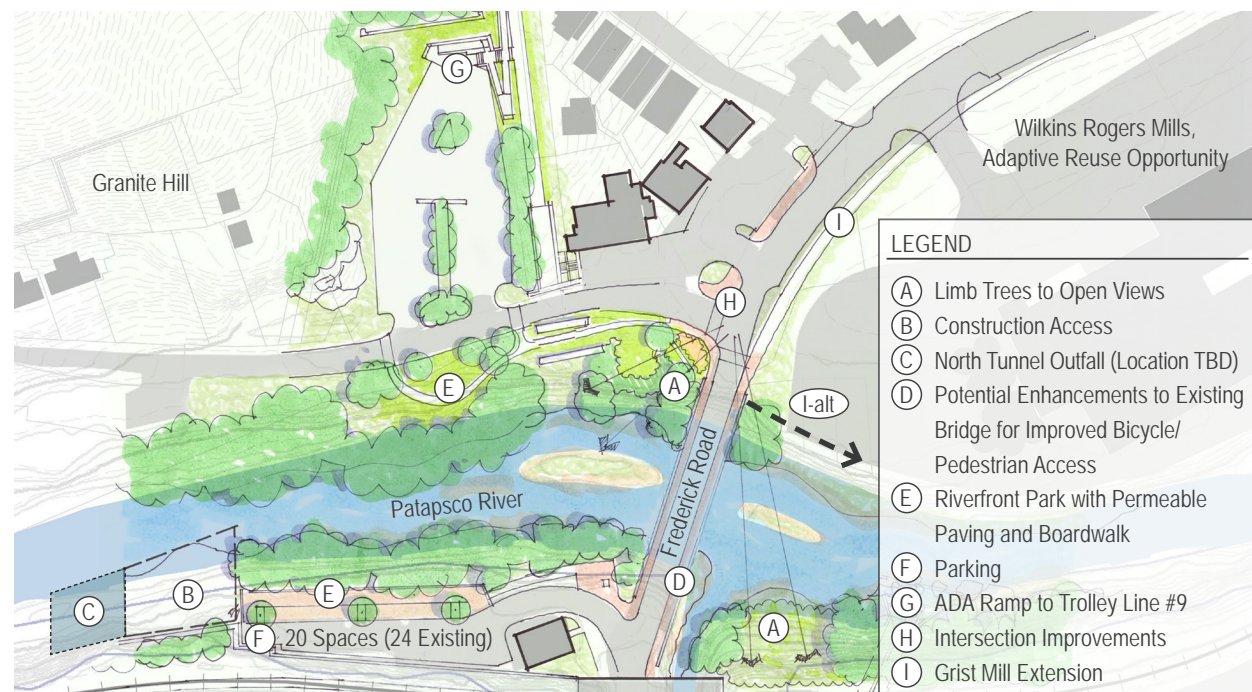 G
Wilkins Rogers Mills,
Adaptive Reuse Opportunity
Granite Hill
I
H
E
A
I-alt
Frederick Road
Patapsco River
D
C
B
E
F
20 Spaces (24 Existing)
A
LEGEND
A Limb Trees to Open Views
B Construction Access
C North Tunnel Outfall (Location TBD)
D Potential Enhancements to Existing
Bridge for Improved Bicycle/
Pedestrian Access
E Riverfront Park with Permeable
Paving and Boardwalk
F Parking
G ADA Ramp to Trolley Line #9
H Intersection Improvements
I Grist Mill Extension